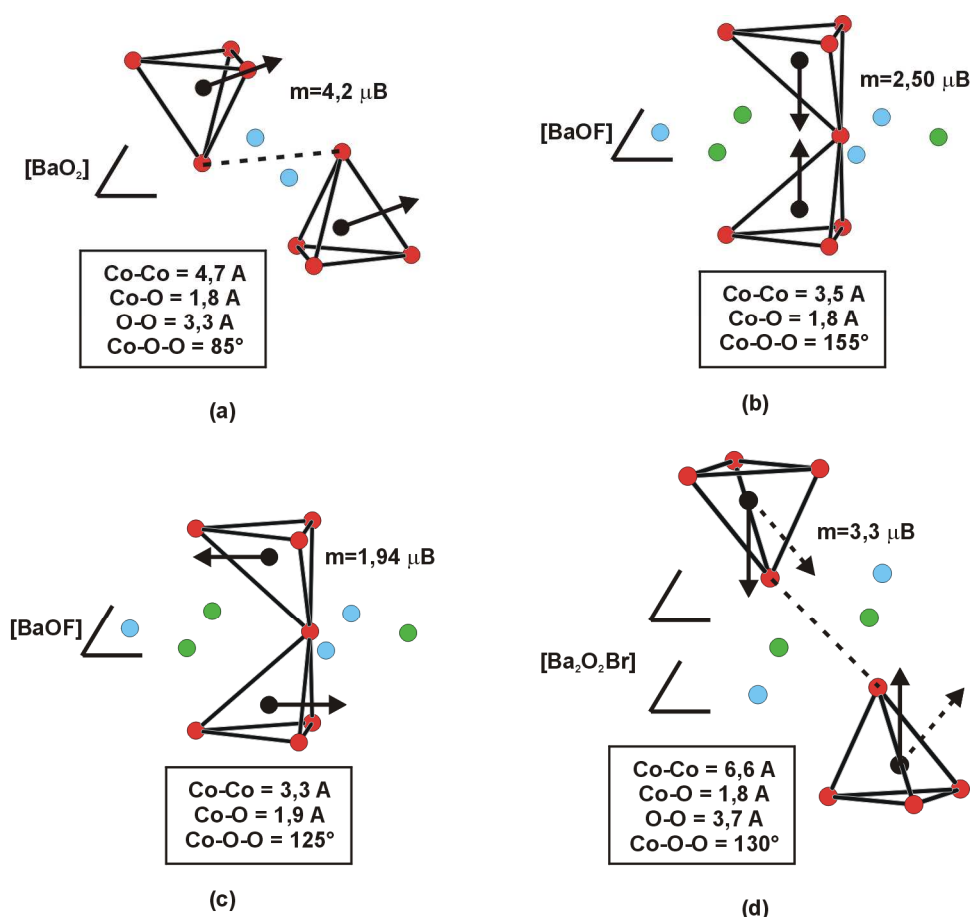 m=4,2 μB
[BaO₂]
Co-Co = 4,7 A
Co-O = 1,8 A
O-O = 3,3 A
Co-O-O = 85°
(a)
m=2,50 μB
[BaOF]
Co-Co = 3,5 A
Co-O = 1,8 A
Co-O-O = 155°
(b)
m=1,94 μB
[BaOF]
Co-Co = 3,3 A
Co-O = 1,9 A
Co-O-O = 125°
(c)
m=3,3 μB
[Ba₂O₂Br]
Co-Co = 6,6 A
Co-O = 1,8 A
O-O = 3,7 A
Co-O-O = 130°
(d)